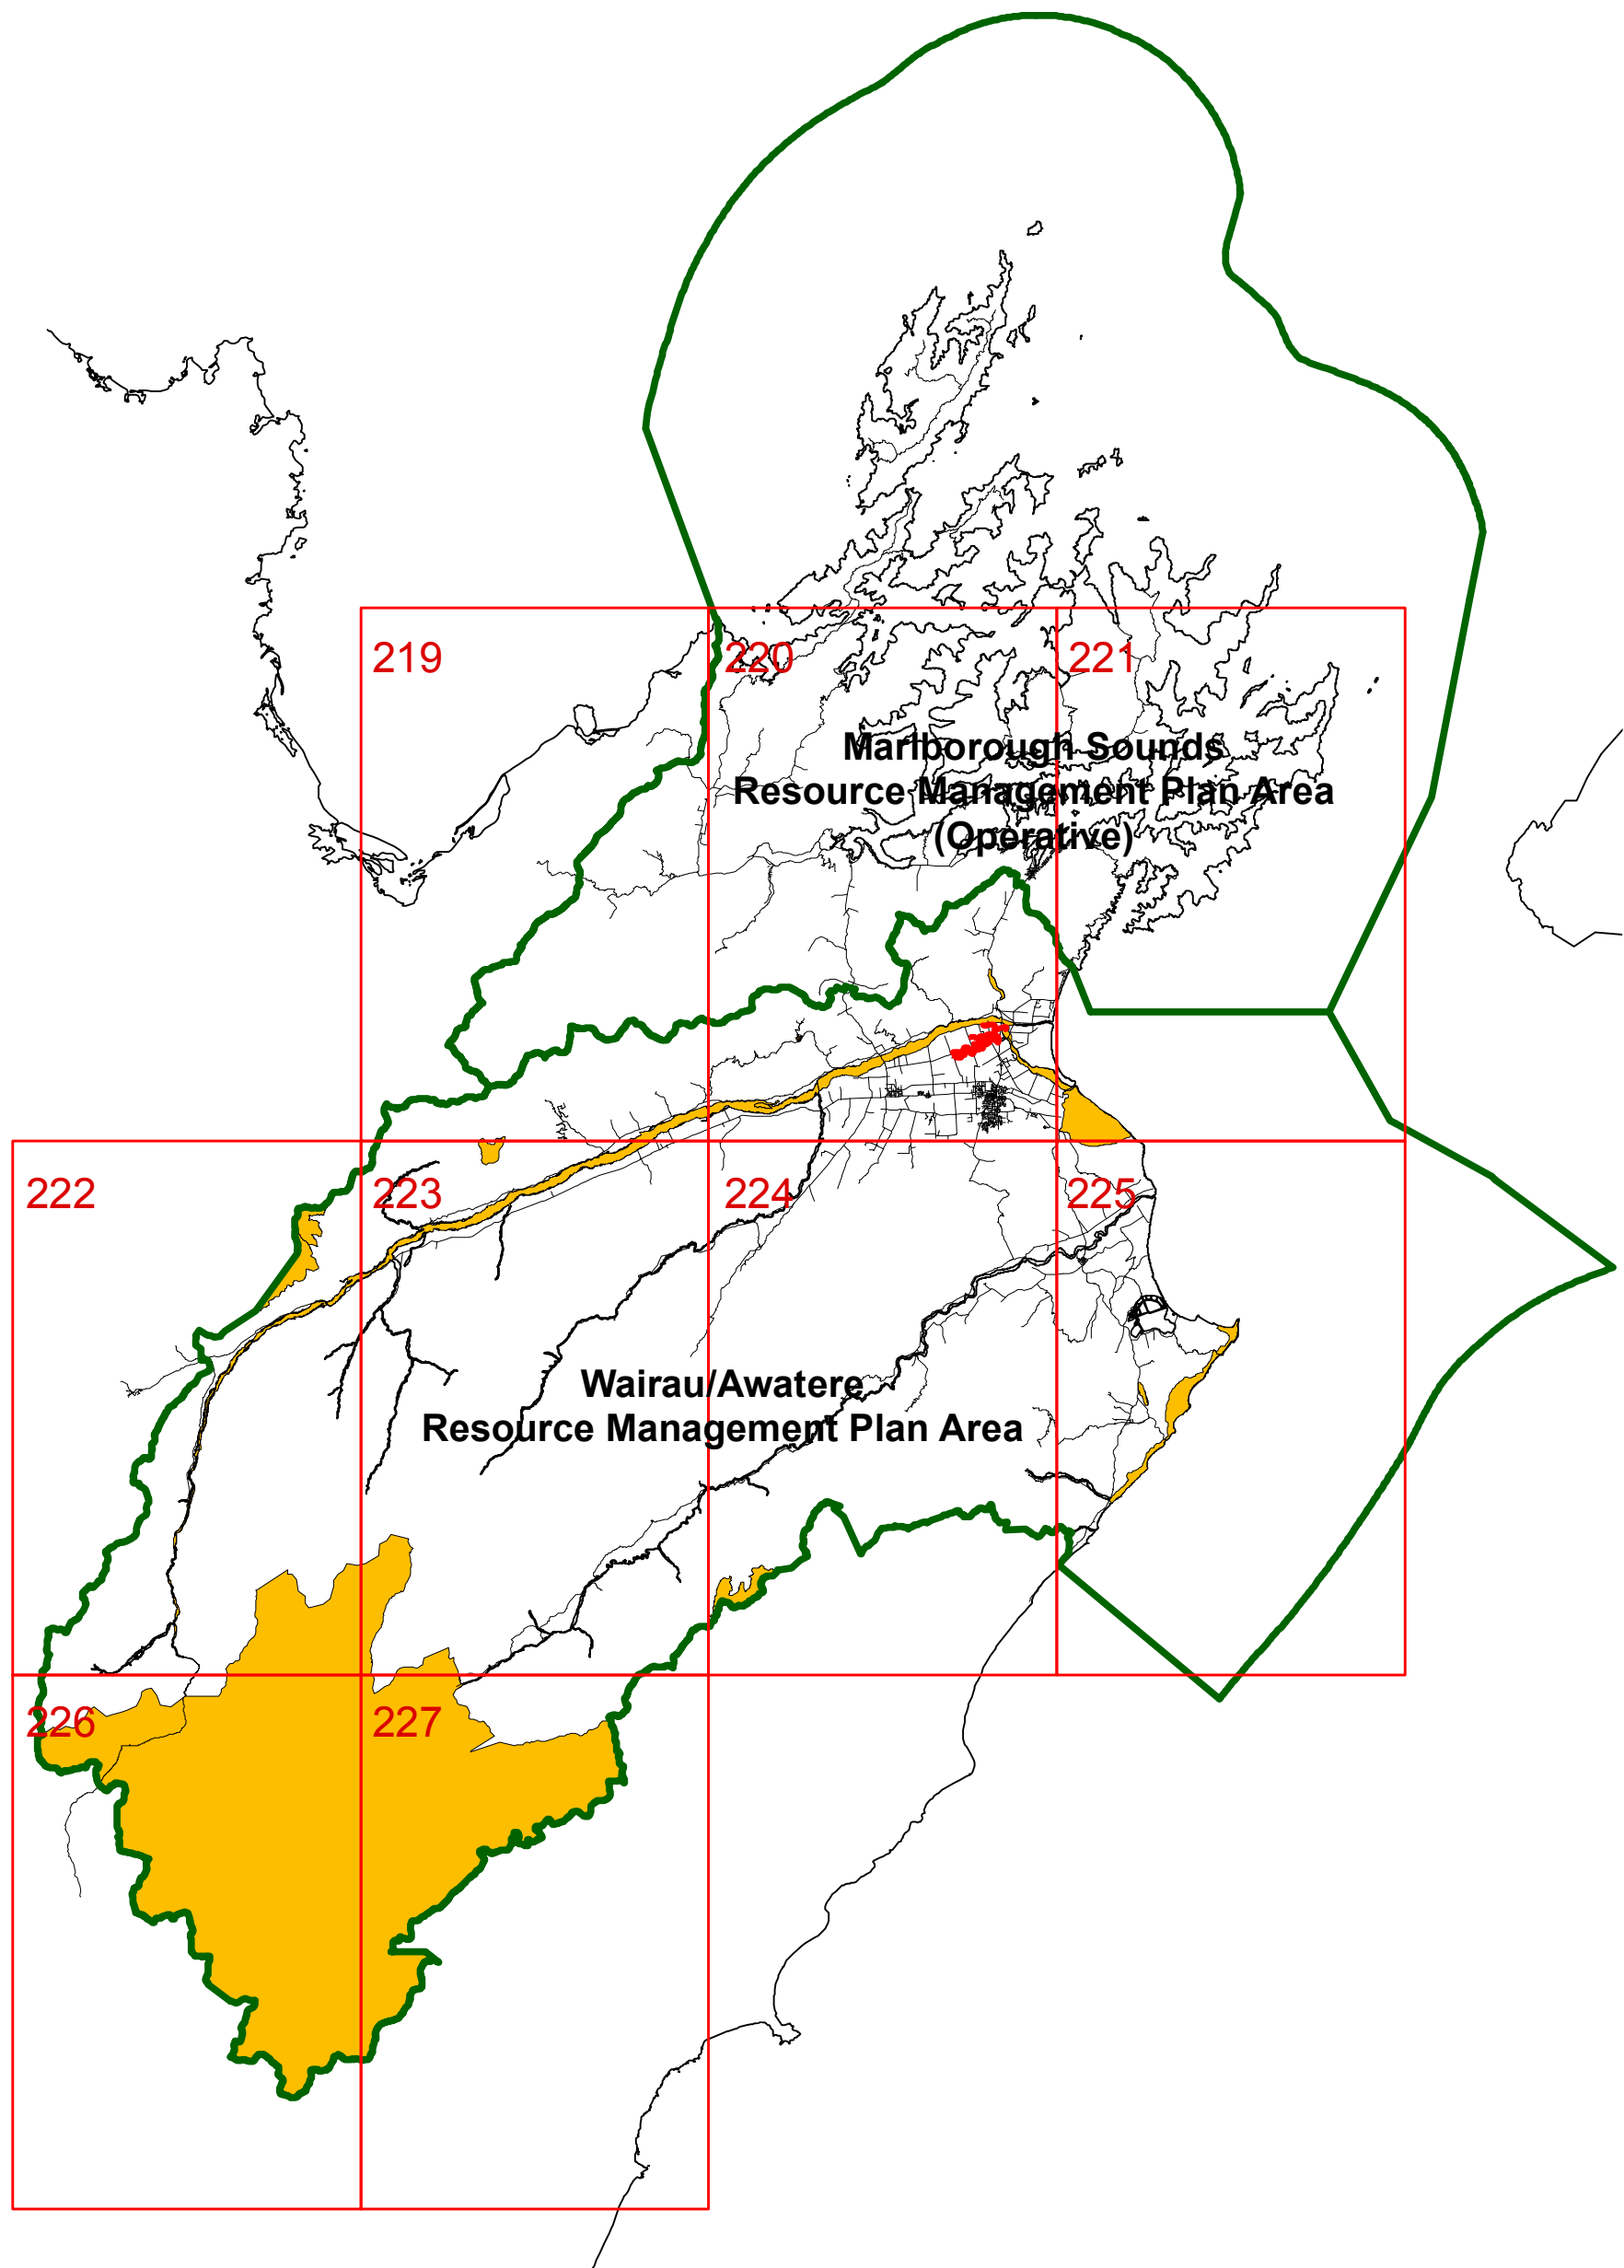 219
220
221
Marlborough Sounds
Resource Management Plan Area
(Operative)
222
223
224
225
Wairau/Awatere
Resource Management Plan Area
226
227